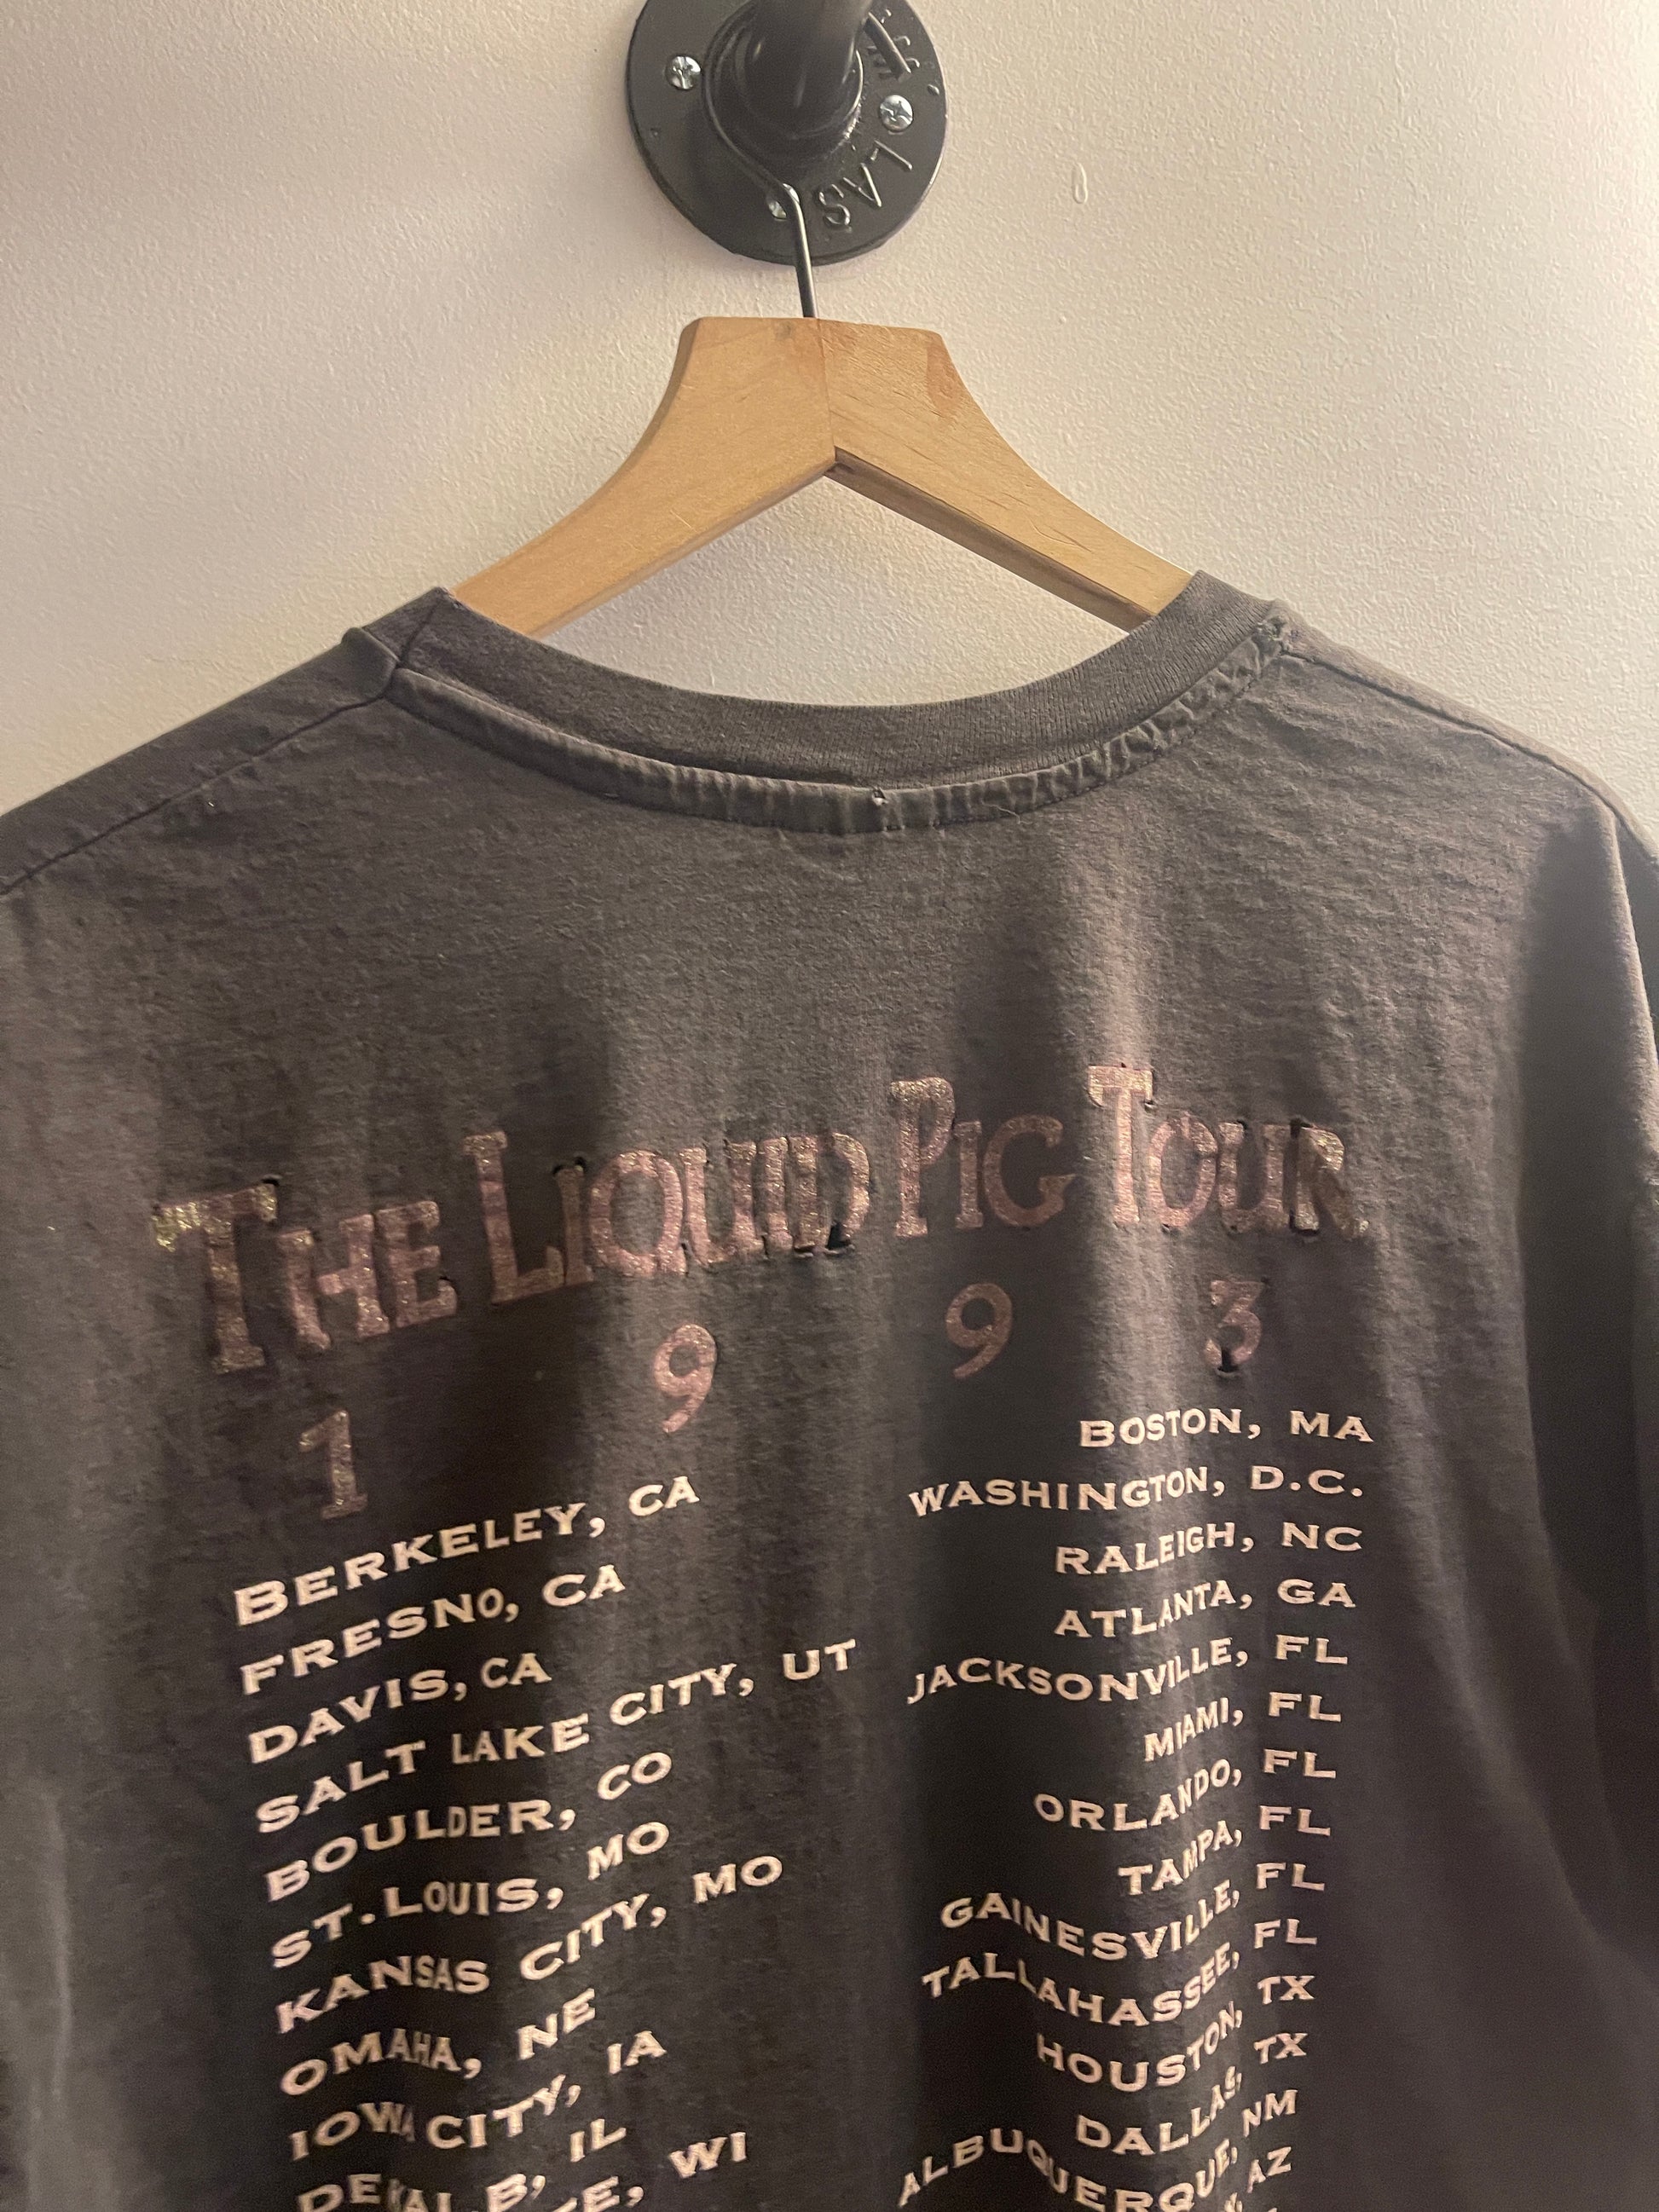 LAS
The Liquid Pig Tour
1 9 9 3
BERKELEY, CA
FRESNO, CA
DAVIS, CA
SALT LAKE CITY, UT
BOULDER, CO
ST. LOUIS, MO
KANSAS CITY, MO
OMAHA, NE
IOWA CITY, IA
DEKALB, IL
WI
BOSTON, MA
WASHINGTON, D.C.
RALEIGH, NC
ATLANTA, GA
JACKSONVILLE, FL
MIAMI, FL
ORLANDO, FL
TAMPA, FL
GAINESVILLE, FL
TALLAHASSEE, FL
HOUSTON, TX
DALLAS, TX
ALBUQUERQUE, NM
AZ